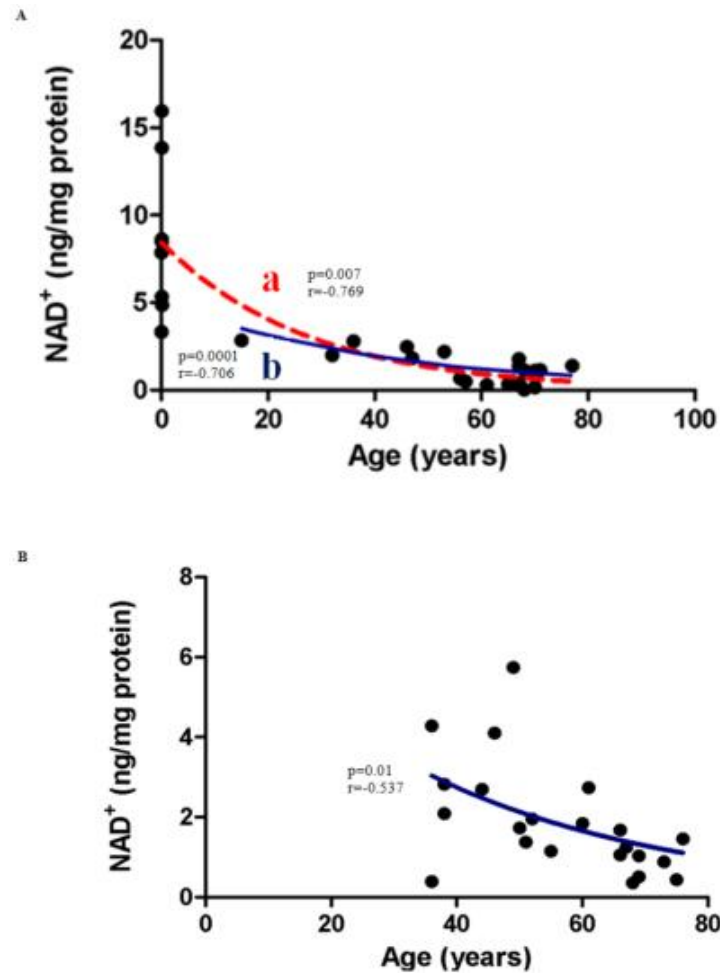 A
NAD+ (ng/mg protein)
20
15
10
5
0
a
p=0.007
r=-0.769
p=0.0001
r=-0.706
b
0 20 40 60 80 100
Age (years)
B
NAD+ (ng/mg protein)
8
6
4
2
0
p=0.01
r=-0.537
0 20 40 60 80
Age (years)